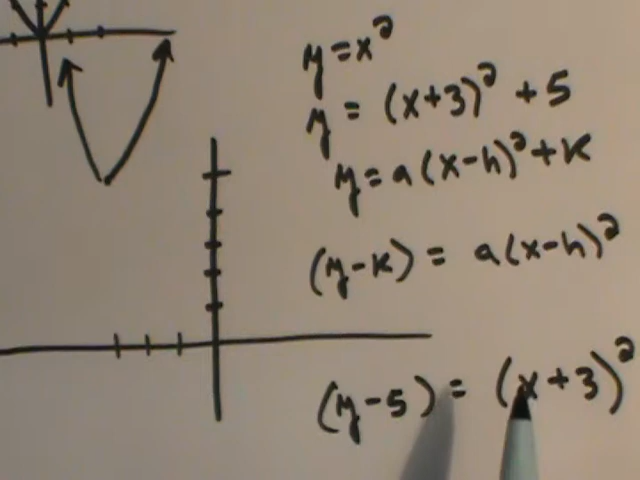 y = x²
y = (x+3)² + 5
y = a(x-h)² + k
(y-k) = a(x-h)²
(y-5) = (x+3)²